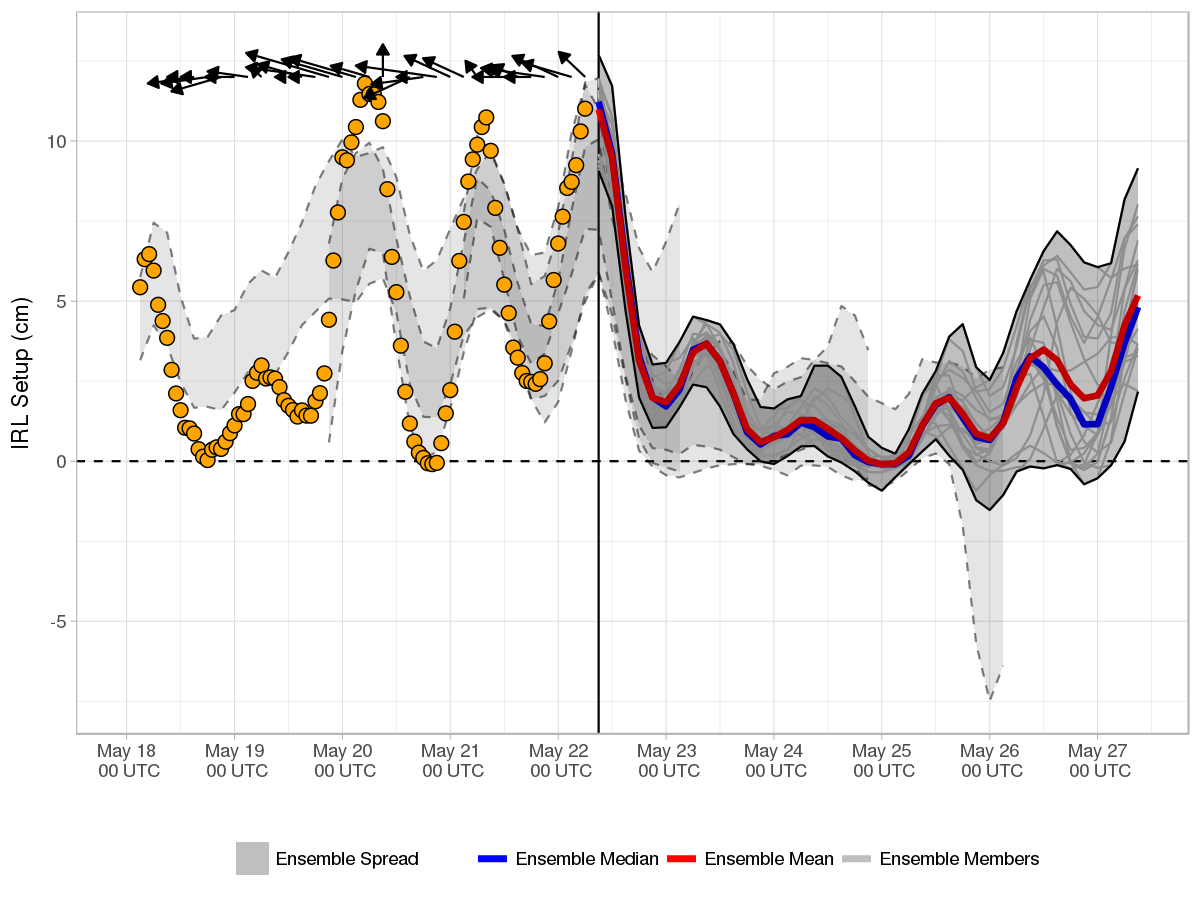 IRL Setup (cm)
10
5
0
-5
May 18
00 UTC
May 19
00 UTC
May 20
00 UTC
May 21
00 UTC
May 22
00 UTC
May 23
00 UTC
May 24
00 UTC
May 25
00 UTC
May 26
00 UTC
May 27
00 UTC
Ensemble Spread
Ensemble Median
Ensemble Mean
Ensemble Members